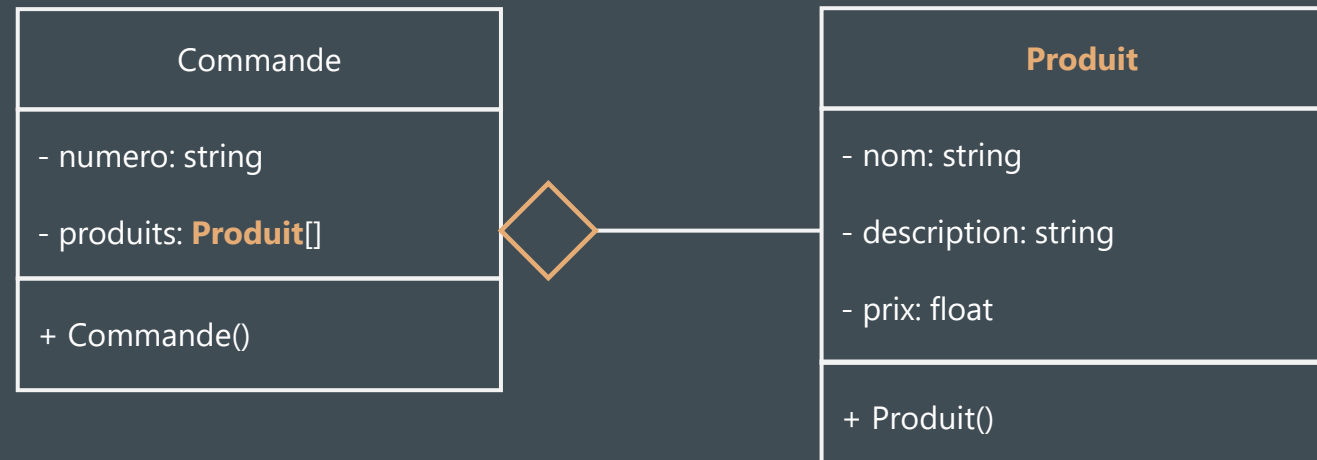 Commande
- numero: string
- produits: Produit[]
+ Commande()
Produit
- nom: string
- description: string
- prix: float
+ Produit()